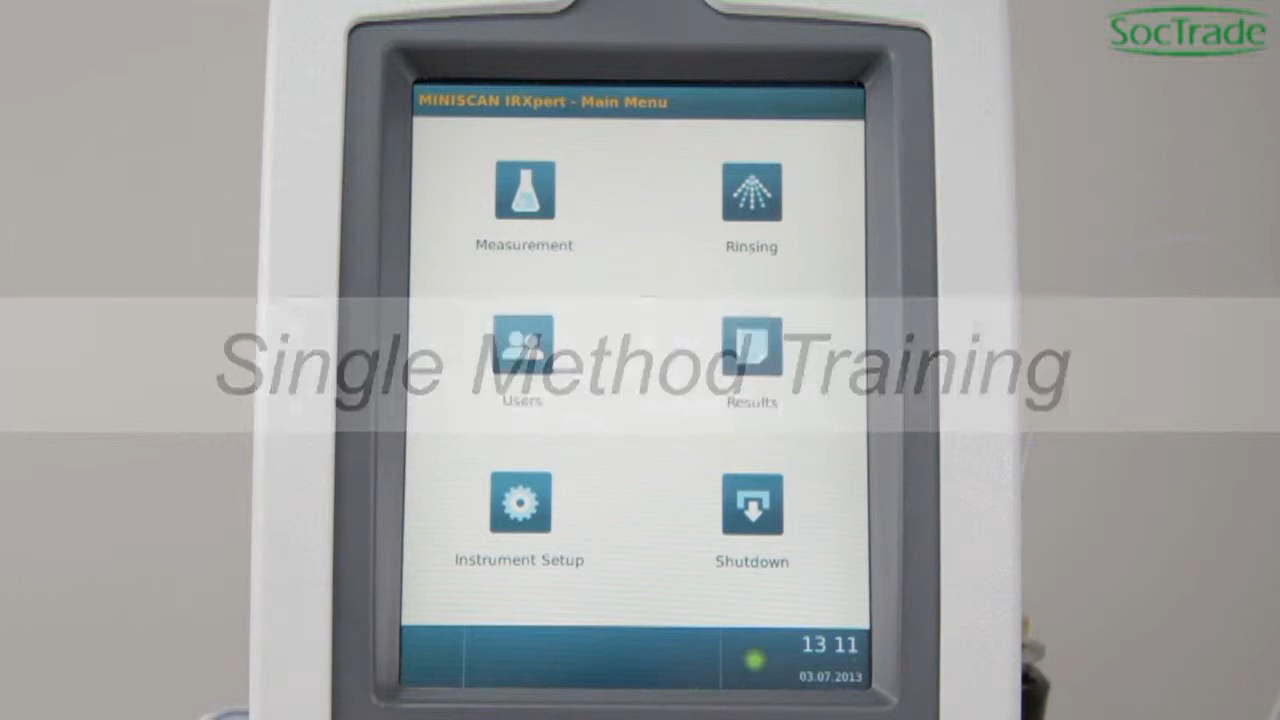 SocTrade
MINISCAN IRXpert - Main Menu
Measurement
Rinsing
Single Method Training
Users
Results
Instrument Setup
Shutdown
13 11
03.07.2013